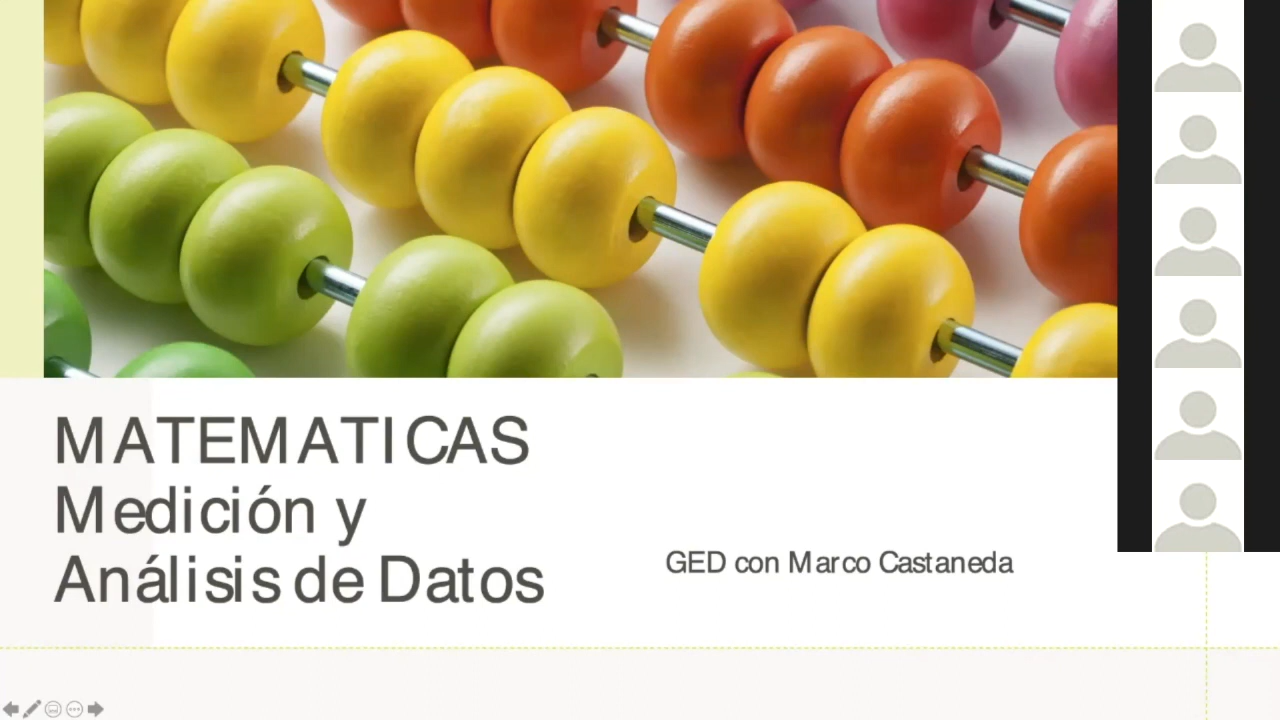 MATEMATICAS
Medición y
Análisis de Datos
GED con Marco Castaneda